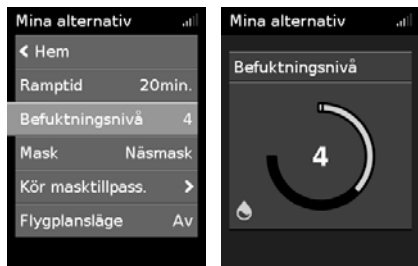 Mina alternativ
Hem
Ramptid 20min.
Befuktningsnivå 4
Mask Näsmask
Kör masktillpass.
Flygplansläge Av
Mina alternativ
Befuktningsnivå
4